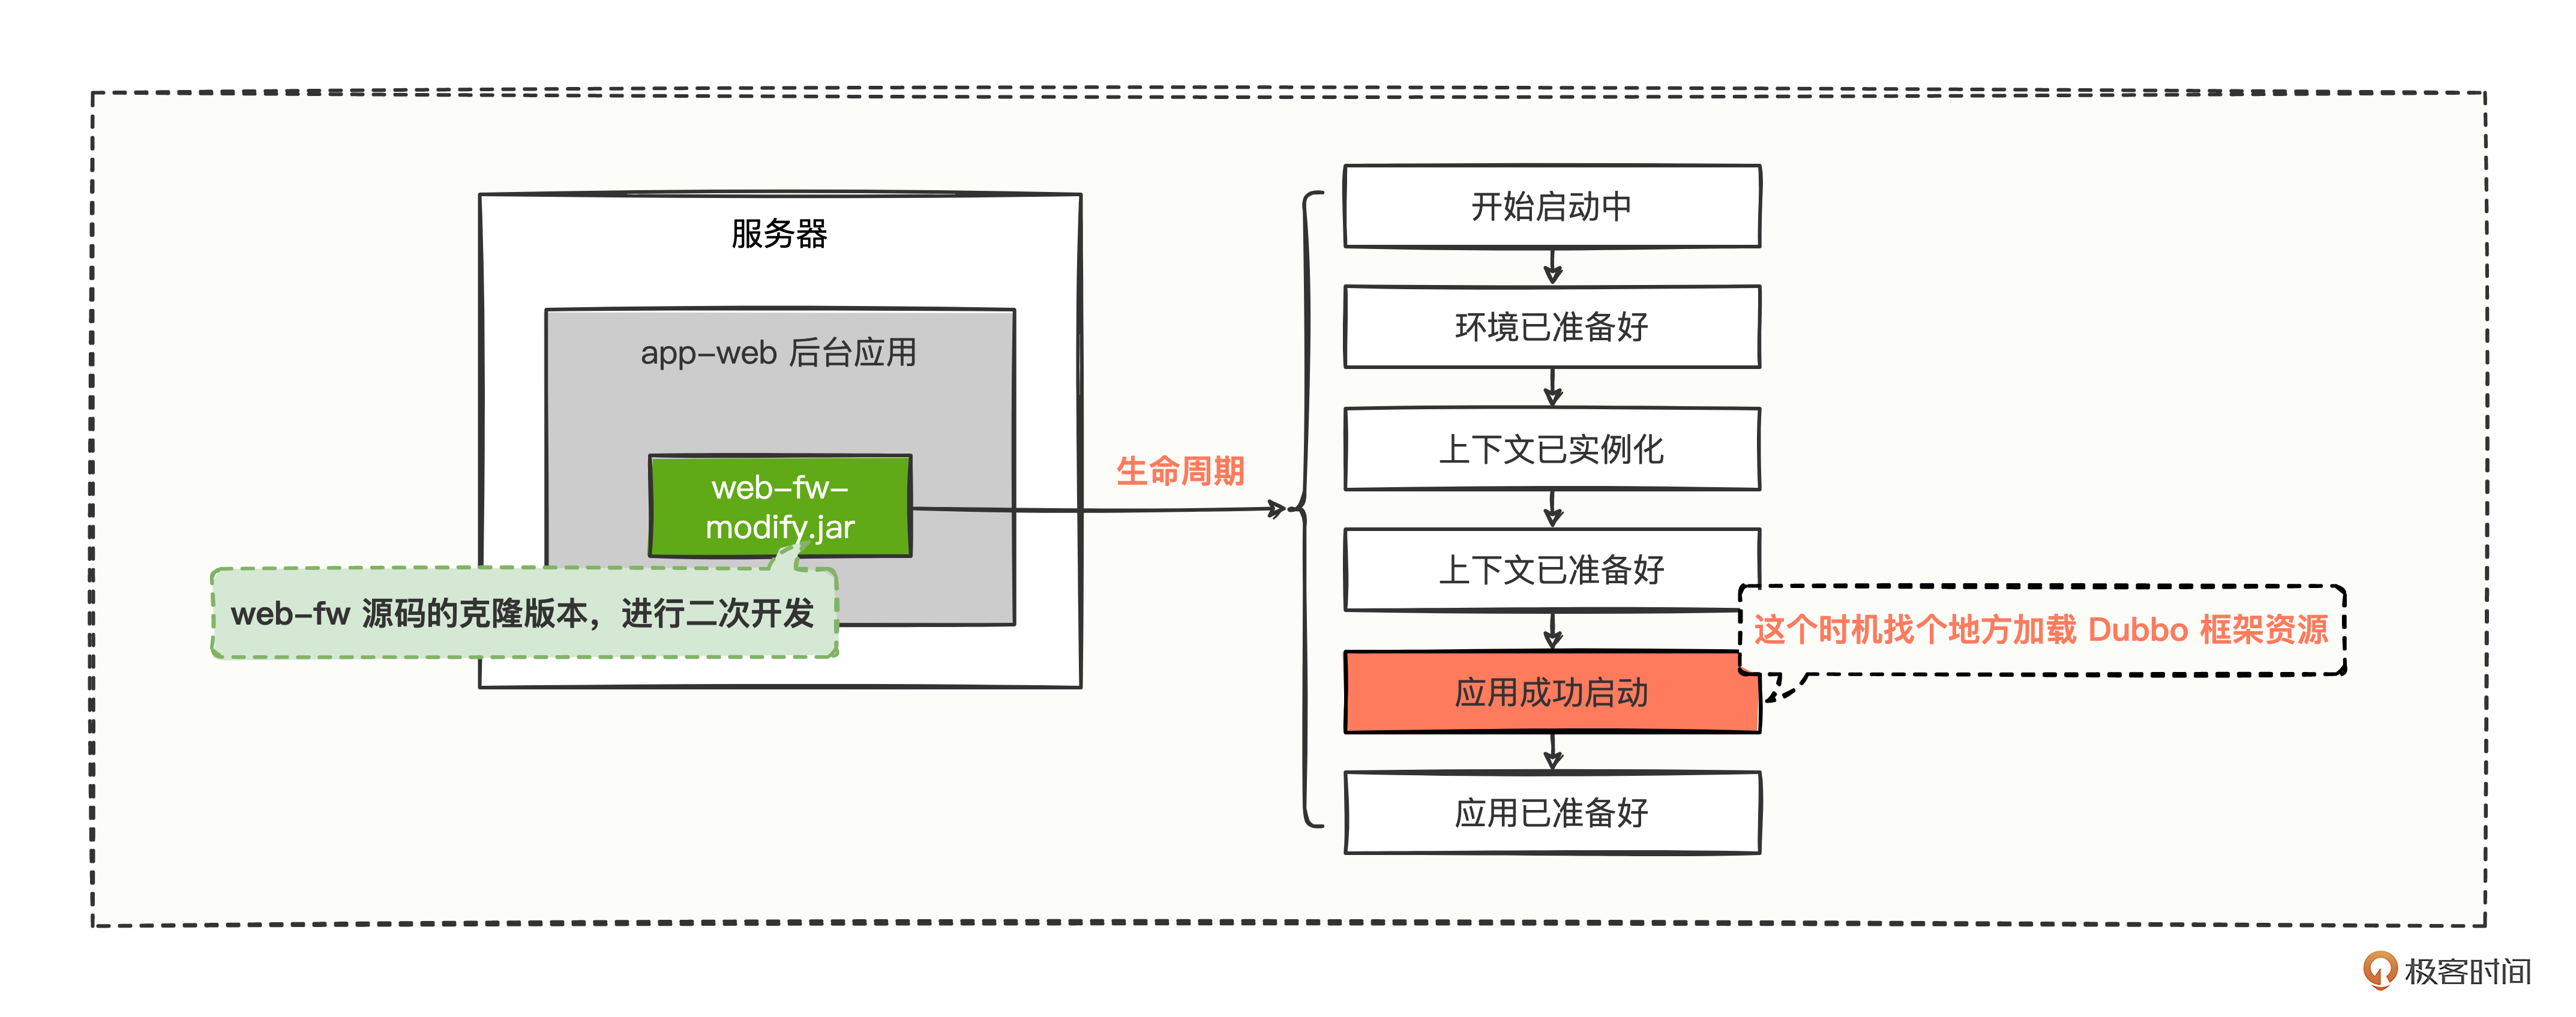 服务器
app-web 后台应用
web-fw-
modify.jar
web-fw 源码的克隆版本，进行二次开发
生命周期
开始启动中
环境已准备好
上下文已实例化
上下文已准备好
这个时机找个地方加载 Dubbo 框架资源
应用成功启动
应用已准备好
极客时间